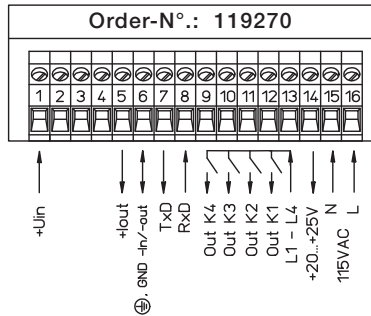 Order-N°.: 119270
1 2 3 4 5 6 7 8 9 10 11 12 13 14 15 16
+Uin
+Iout
⏚, GND -In/-out
TxD
RxD
Out K4
Out K3
Out K2
Out K1
L1 - L4
+20...+25V
N
115VAC
L